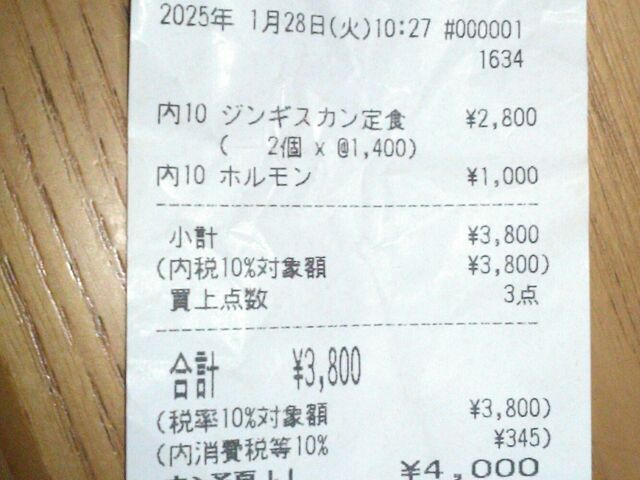 2025年 1月28日(火)10:27 #000001
1634
内10 ジンギスカン定食 ¥2,800
( 2個 x @1,400)
内10 ホルモン ¥1,000
小計 ¥3,800
(内税10%対象額 ¥3,800)
買上点数 3点
合計 ¥3,800
(税率10%対象額 ¥3,800)
(内消費税等10% ¥345)
¥4,000